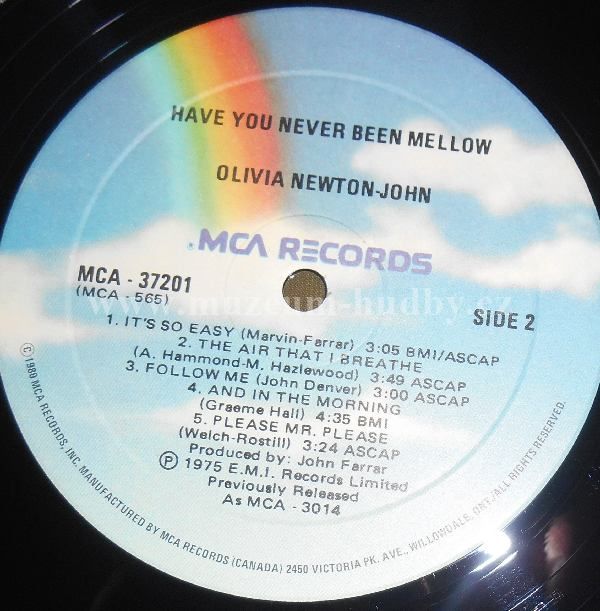 HAVE YOU NEVER BEEN MELLOW
OLIVIA NEWTON-JOHN
MCA RECORDS®
MCA - 37201
(MCA - 565)
SIDE 2
www.muzeum-hudby.cz
1. IT'S SO EASY (Marvin-Farrar) 3:05 BMI/ASCAP
2. THE AIR THAT I BREATHE
(A. Hammond-M. Hazlewood) 3:49 ASCAP
3. FOLLOW ME (John Denver) 3:00 ASCAP
4. AND IN THE MORNING
(Graeme Hall) 4:35 BMI
5. PLEASE MR. PLEASE
(Welch-Rostill) 3:24 ASCAP
Produced by: John Farrar
Ⓟ 1975 E.M.I. Records Limited
Previously Released
As MCA - 3014
© 1980 MCA RECORDS, INC. MANUFACTURED BY MCA RECORDS (CANADA) 2450 VICTORIA PK. AVE., WILLOWDALE, ONT./ALL RIGHTS RESERVED.